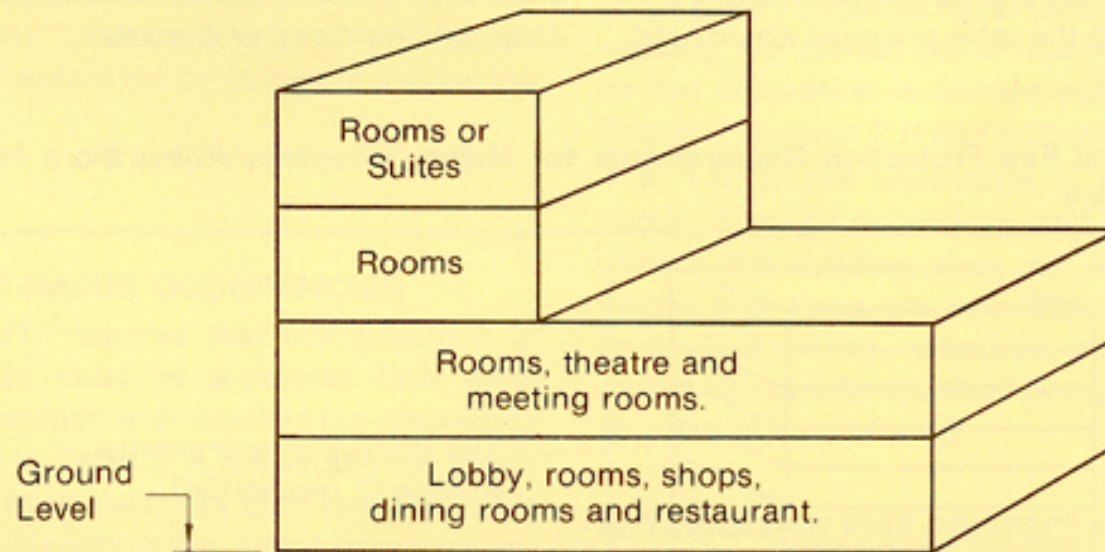 Rooms or
Suites
Rooms
Rooms, theatre and
meeting rooms.
Lobby, rooms, shops,
dining rooms and restaurant.
Ground
Level